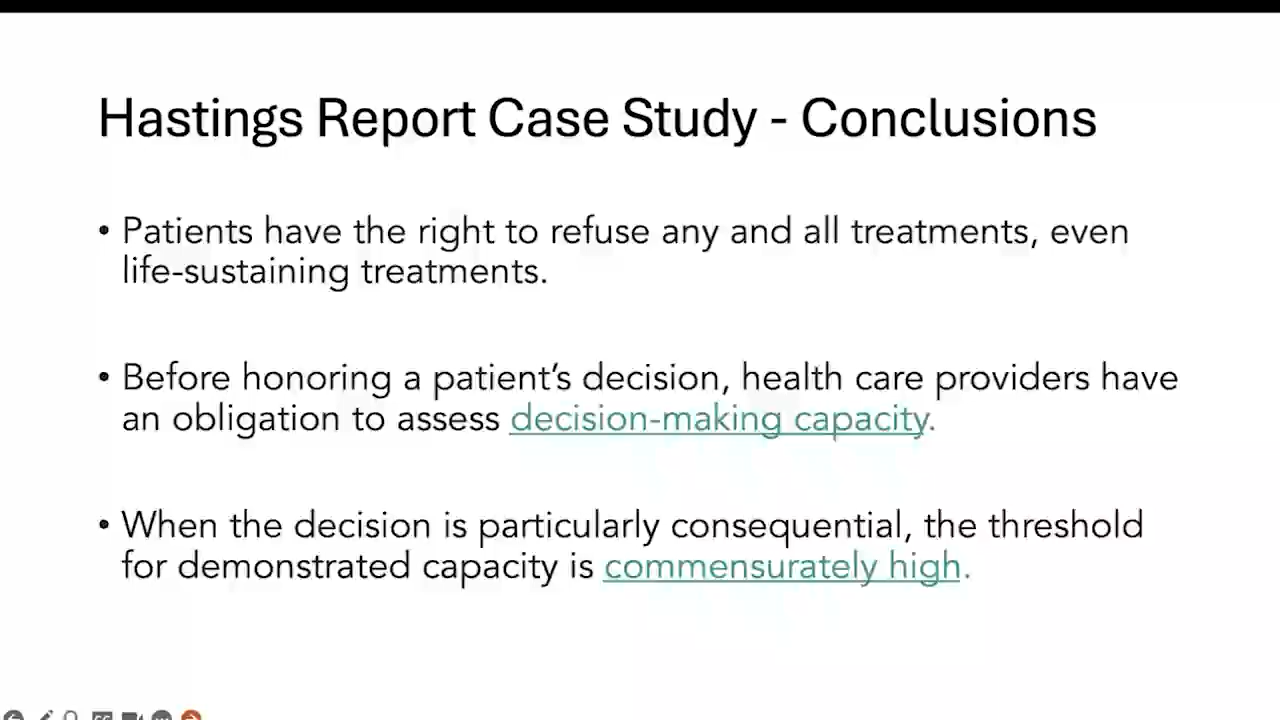 Hastings Report Case Study - Conclusions
• Patients have the right to refuse any and all treatments, even
life-sustaining treatments.
• Before honoring a patient’s decision, health care providers have
an obligation to assess decision-making capacity.
• When the decision is particularly consequential, the threshold
for demonstrated capacity is commensurately high.